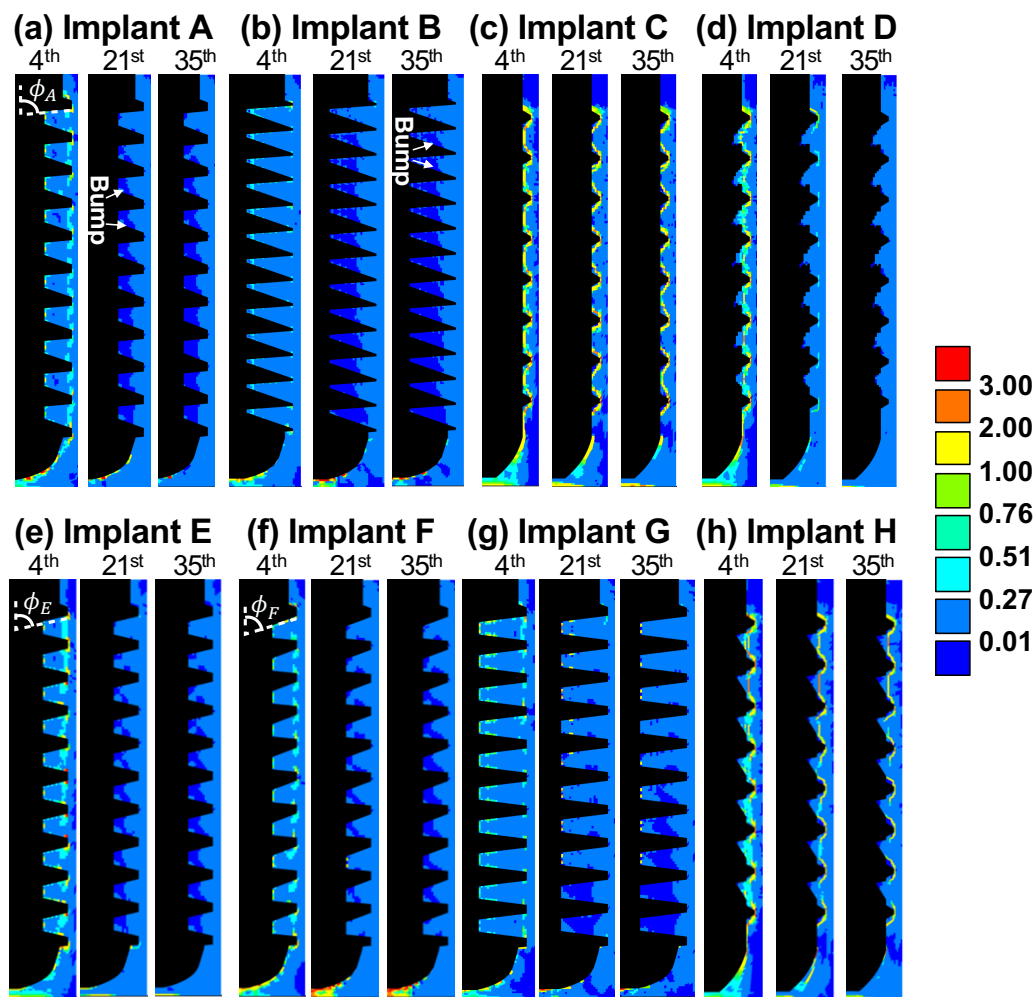 (a) Implant A
4th 21st 35th
ϕA
Bump
(b) Implant B
4th 21st 35th
Bump
(c) Implant C
4th 21st 35th
(d) Implant D
4th 21st 35th
(e) Implant E
4th 21st 35th
ϕE
(f) Implant F
4th 21st 35th
ϕF
(g) Implant G
4th 21st 35th
(h) Implant H
4th 21st 35th
3.00
2.00
1.00
0.76
0.51
0.27
0.01